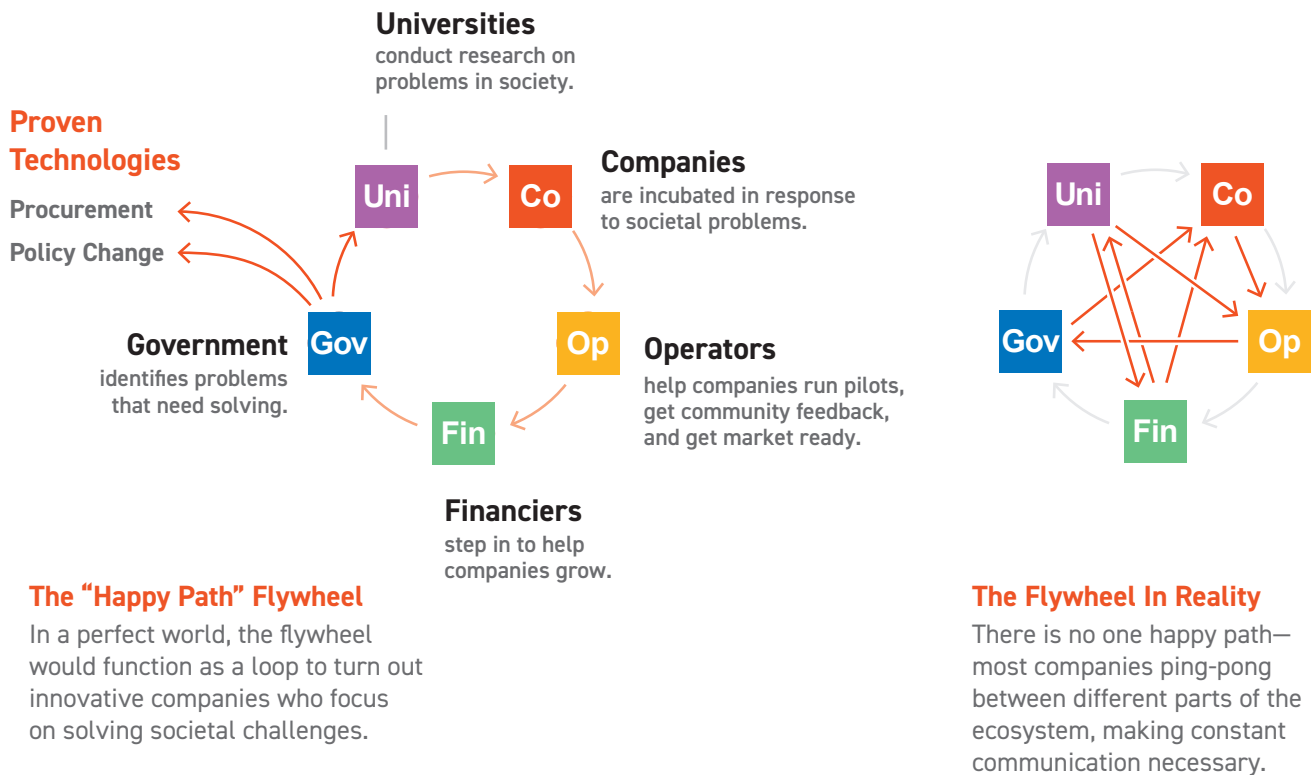 Universities
conduct research on
problems in society.
Proven
Technologies
Procurement
Policy Change
Uni
Co
Companies
are incubated in response
to societal problems.
Government
identifies problems
that need solving.
Gov
Op
Operators
help companies run pilots,
get community feedback,
and get market ready.
Fin
Financiers
step in to help
companies grow.
The “Happy Path” Flywheel
In a perfect world, the flywheel
would function as a loop to turn out
innovative companies who focus
on solving societal challenges.
Uni
Co
Gov
Op
Fin
The Flywheel In Reality
There is no one happy path—
most companies ping-pong
between different parts of the
ecosystem, making constant
communication necessary.